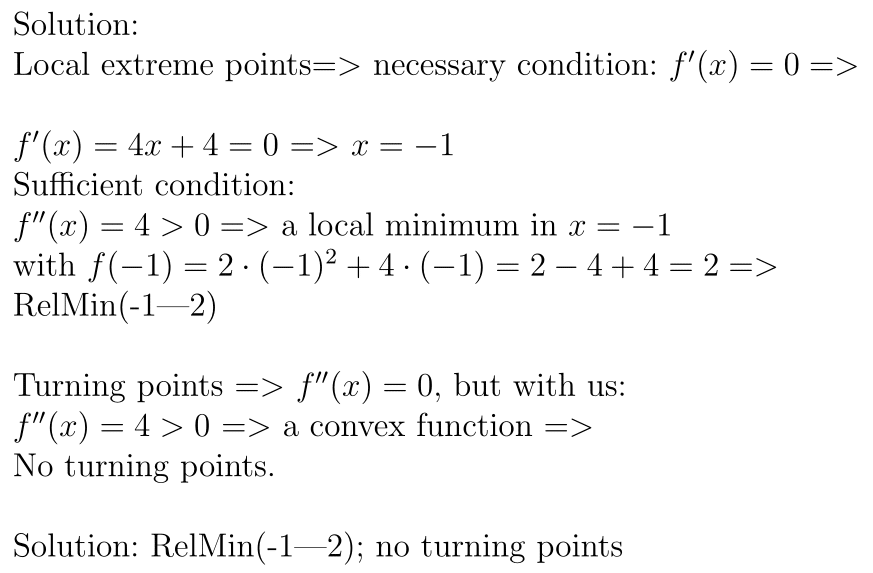 Solution:
Local extreme points=> necessary condition: f′(x) = 0 =>
f′(x) = 4x + 4 = 0 => x = −1
Sufficient condition:
f″(x) = 4 > 0 => a local minimum in x = −1
with f(−1) = 2 · (−1)² + 4 · (−1) = 2 − 4 + 4 = 2 =>
RelMin(-1—2)
Turning points => f″(x) = 0, but with us:
f″(x) = 4 > 0 => a convex function =>
No turning points.
Solution: RelMin(-1—2); no turning points